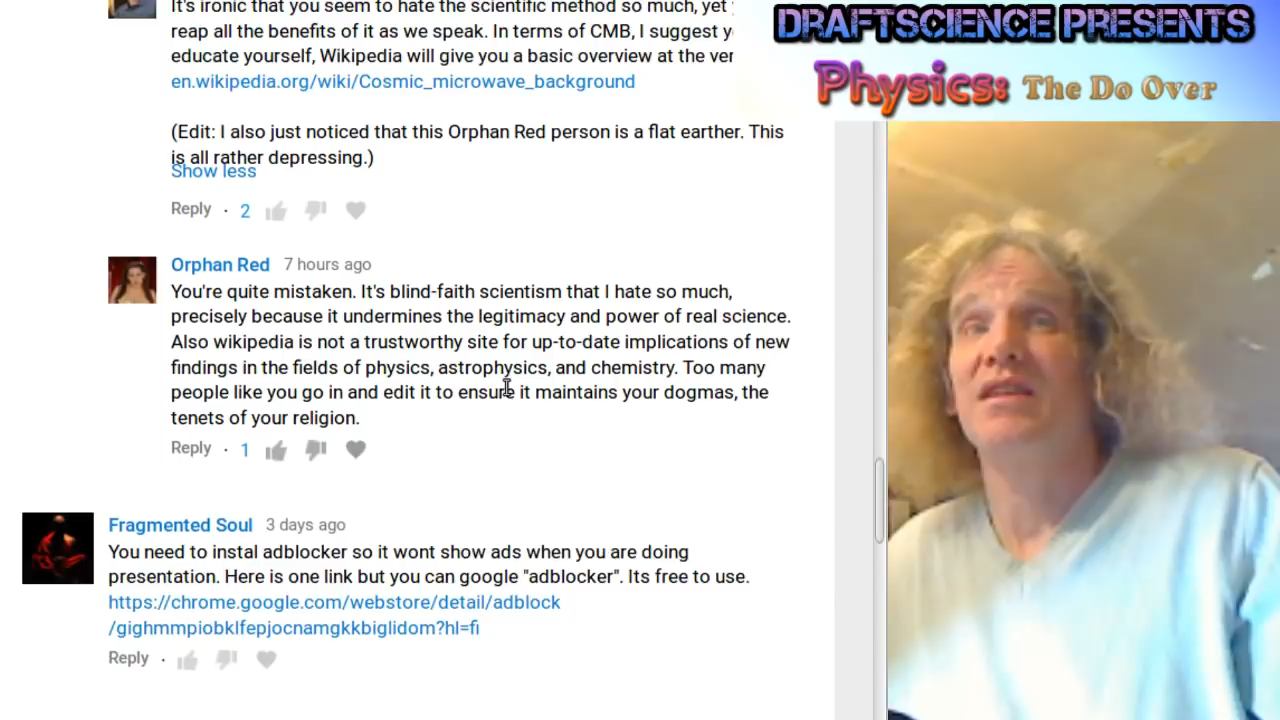 DRAFTSCIENCE PRESENTS
Physics: The Do Over
It's ironic that you seem to hate the scientific method so much, yet
reap all the benefits of it as we speak. In terms of CMB, I suggest
educate yourself, Wikipedia will give you a basic overview at the
en.wikipedia.org/wiki/Cosmic_microwave_background
(Edit: I also just noticed that this Orphan Red person is a flat earther. This
is all rather depressing.)
Show less
Reply · 2
Orphan Red 7 hours ago
You're quite mistaken. It's blind-faith scientism that I hate so much,
precisely because it undermines the legitimacy and power of real science.
Also wikipedia is not a trustworthy site for up-to-date implications of new
findings in the fields of physics, astrophysics, and chemistry. Too many
people like you go in and edit it to ensure it maintains your dogmas, the
tenets of your religion.
Reply · 1
Fragmented Soul 3 days ago
You need to instal adblocker so it wont show ads when you are doing
presentation. Here is one link but you can google "adblocker". Its free to use.
https://chrome.google.com/webstore/detail/adblock
/gighmmpiobklfepjocnamgkkbiglidom?hl=fi
Reply ·